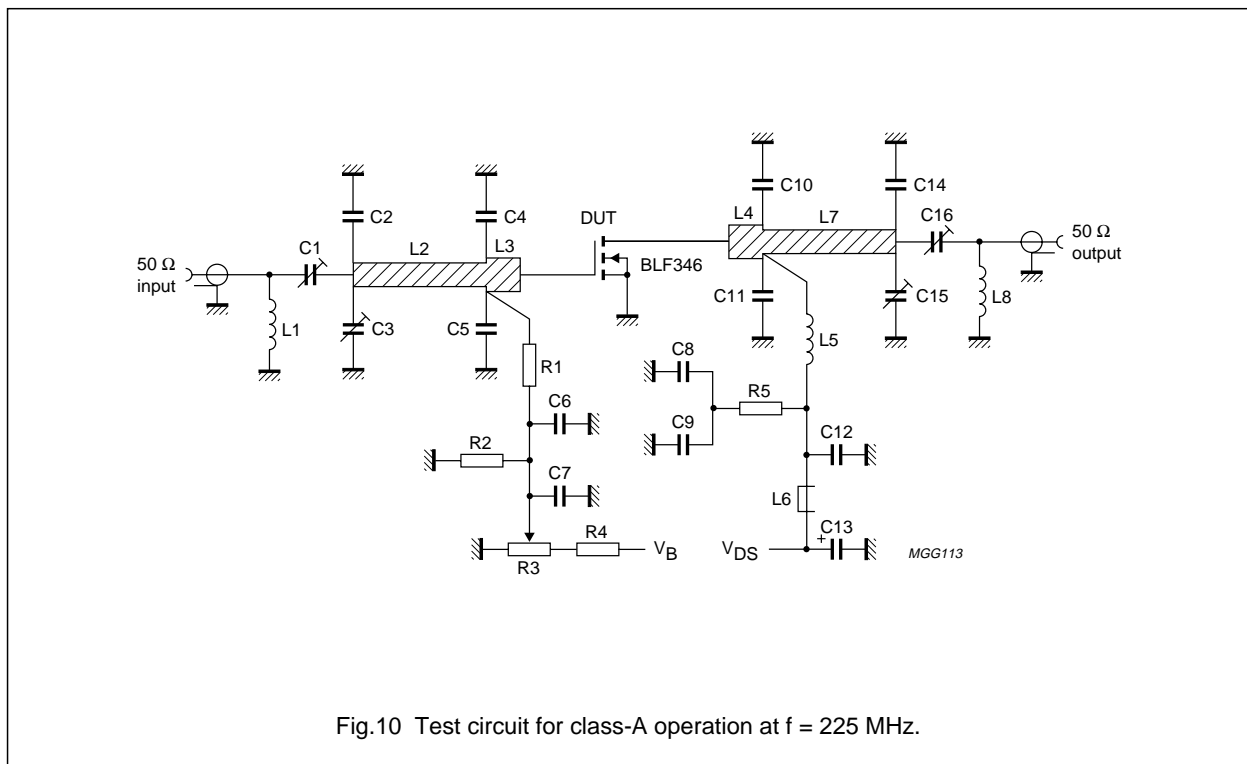 C10
C14
C2
C4
DUT
L4
L7
C16
50 Ω
output
C1
L2
L3
50 Ω
input
BLF346
C11
C15
L8
L1
C3
C5
R1
L5
C8
C6
R5
C9
R2
C12
C7
L6
R4
V_B
V_DS
+
C13
R3
MGG113
Fig.10 Test circuit for class-A operation at f = 225 MHz.